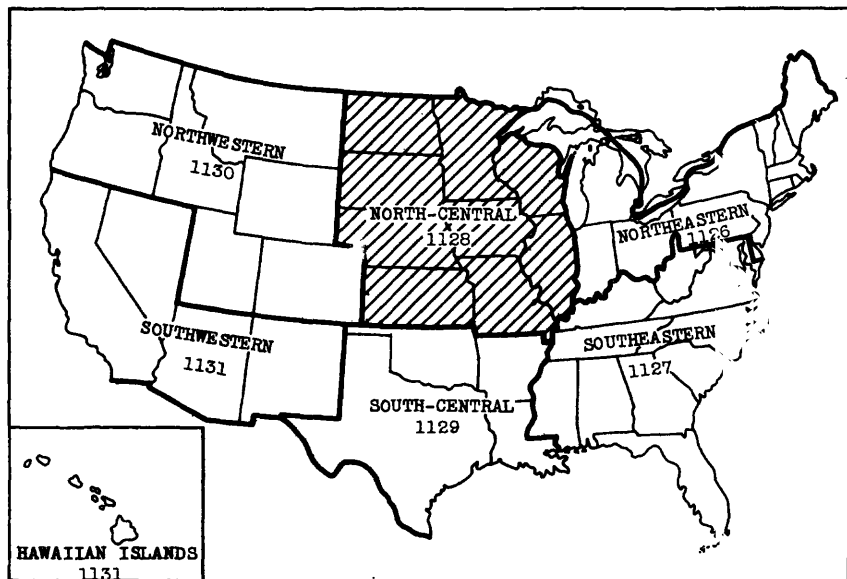 NORTHWESTERN
1130
NORTH-CENTRAL
1128
NORTHEASTERN
1126
SOUTHWESTERN
1131
SOUTHEASTERN
1127
SOUTH-CENTRAL
1129
HAWAIIAN ISLANDS
1131